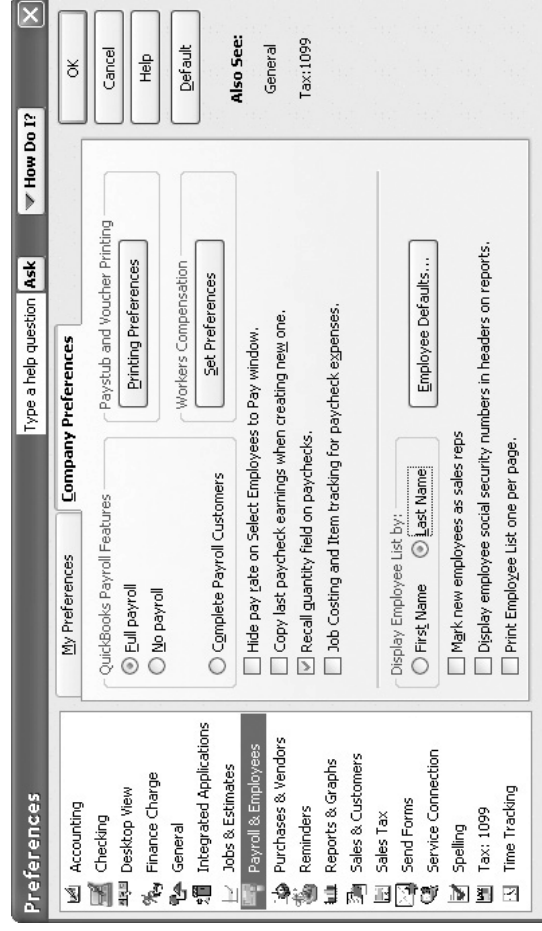 Preferences
Type a help question Ask
How Do I?
Accounting
Checking
Desktop View
Finance Charge
General
Integrated Applications
Jobs & Estimates
Payroll & Employees
Purchases & Vendors
Reminders
Reports & Graphs
Sales & Customers
Sales Tax
Send Forms
Service Connection
Spelling
Tax: 1099
Time Tracking
My Preferences
Company Preferences
QuickBooks Payroll Features
Full payroll
No payroll
Complete Payroll Customers
Paystub and Voucher Printing
Printing Preferences
Workers Compensation
Set Preferences
Hide pay rate on Select Employees to Pay window.
Copy last paycheck earnings when creating new one.
Recall quantity field on paychecks.
Job Costing and Item tracking for paycheck expenses.
Display Employee List by:
First Name
Last Name
Employee Defaults...
Mark new employees as sales reps
Display employee social security numbers in headers on reports.
Print Employee List one per page.
OK
Cancel
Help
Default
Also See:
General
Tax:1099